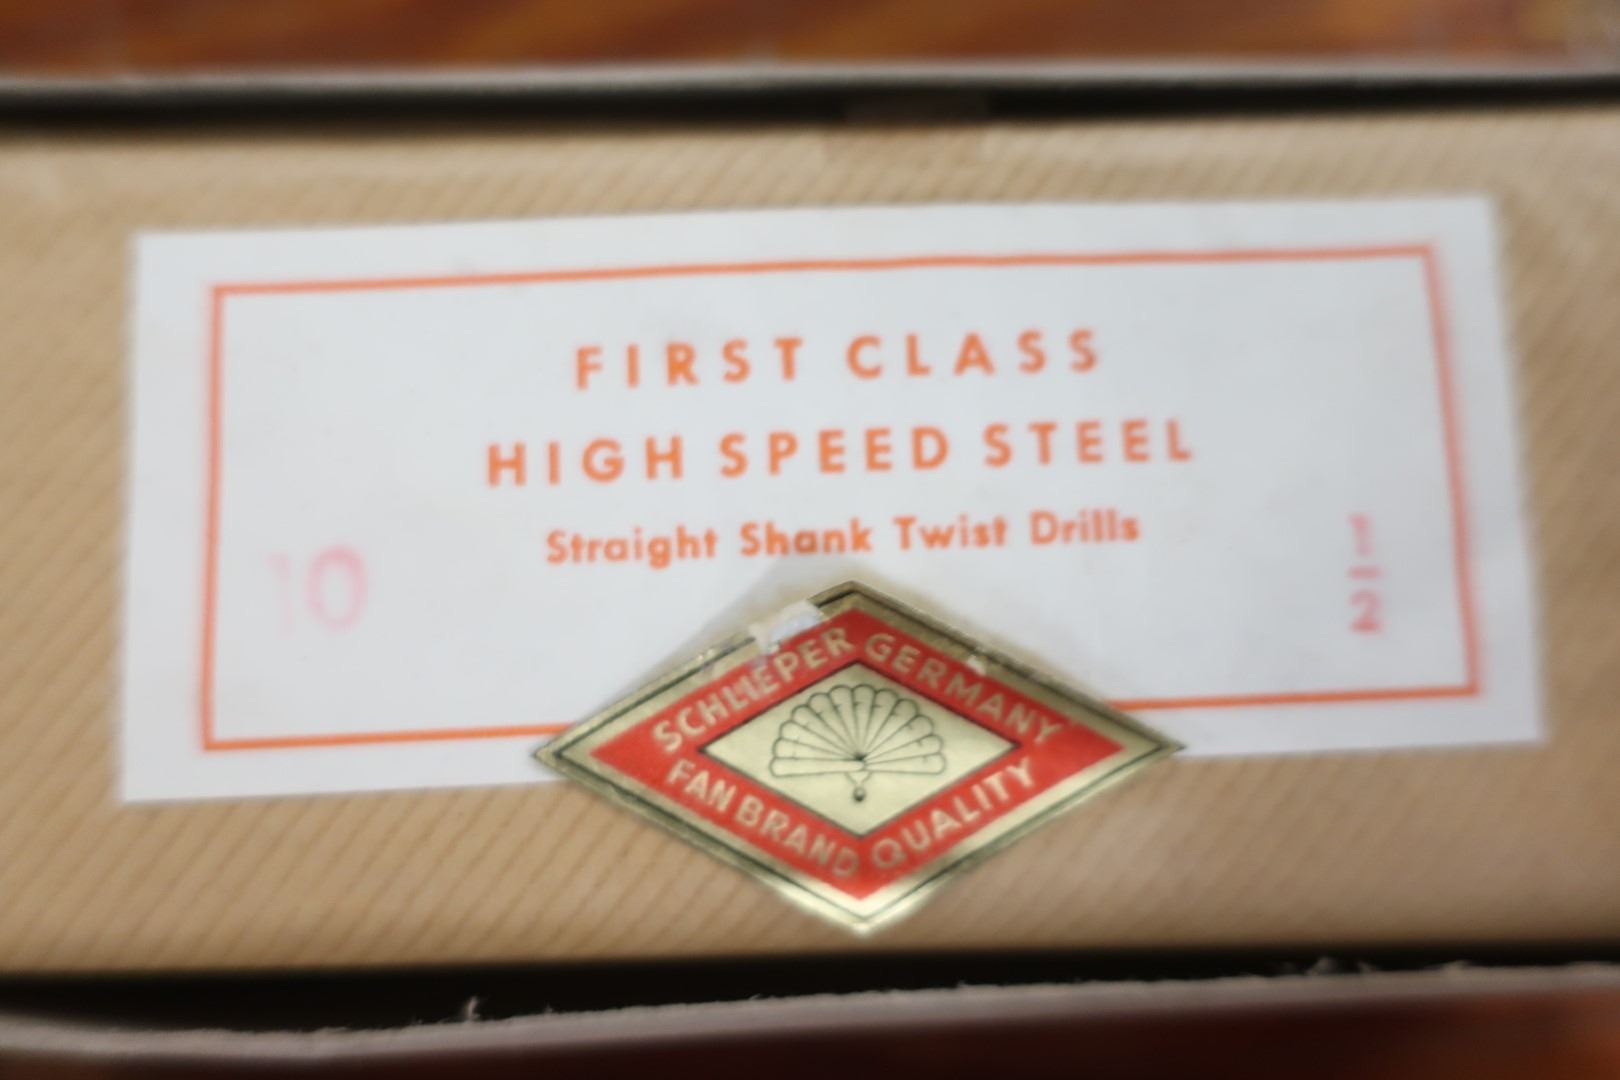 FIRST CLASS
HIGH SPEED STEEL
Straight Shank Twist Drills
10
1/2
SCHLIEPER GERMANY
FAN BRAND QUALITY